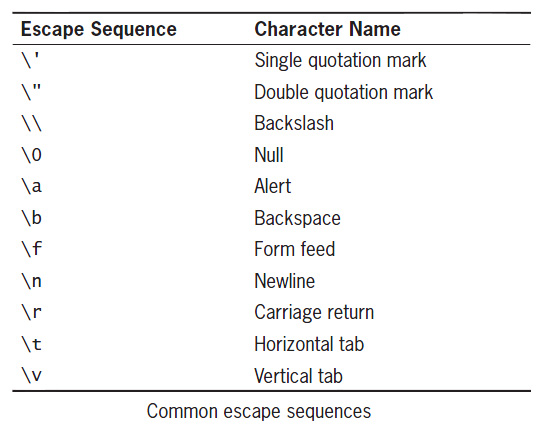 Escape Sequence Character Name
\' Single quotation mark
\" Double quotation mark
\\ Backslash
\0 Null
\a Alert
\b Backspace
\f Form feed
\n Newline
\r Carriage return
\t Horizontal tab
\v Vertical tab
Common escape sequences